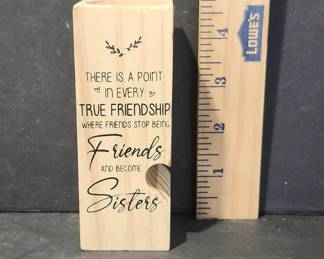 THERE IS A POINT
IN EVERY
TRUE FRIENDSHIP
WHERE FRIENDS STOP BEING
Friends
AND BECOME
Sisters
4
3
2
1
LOWE'S